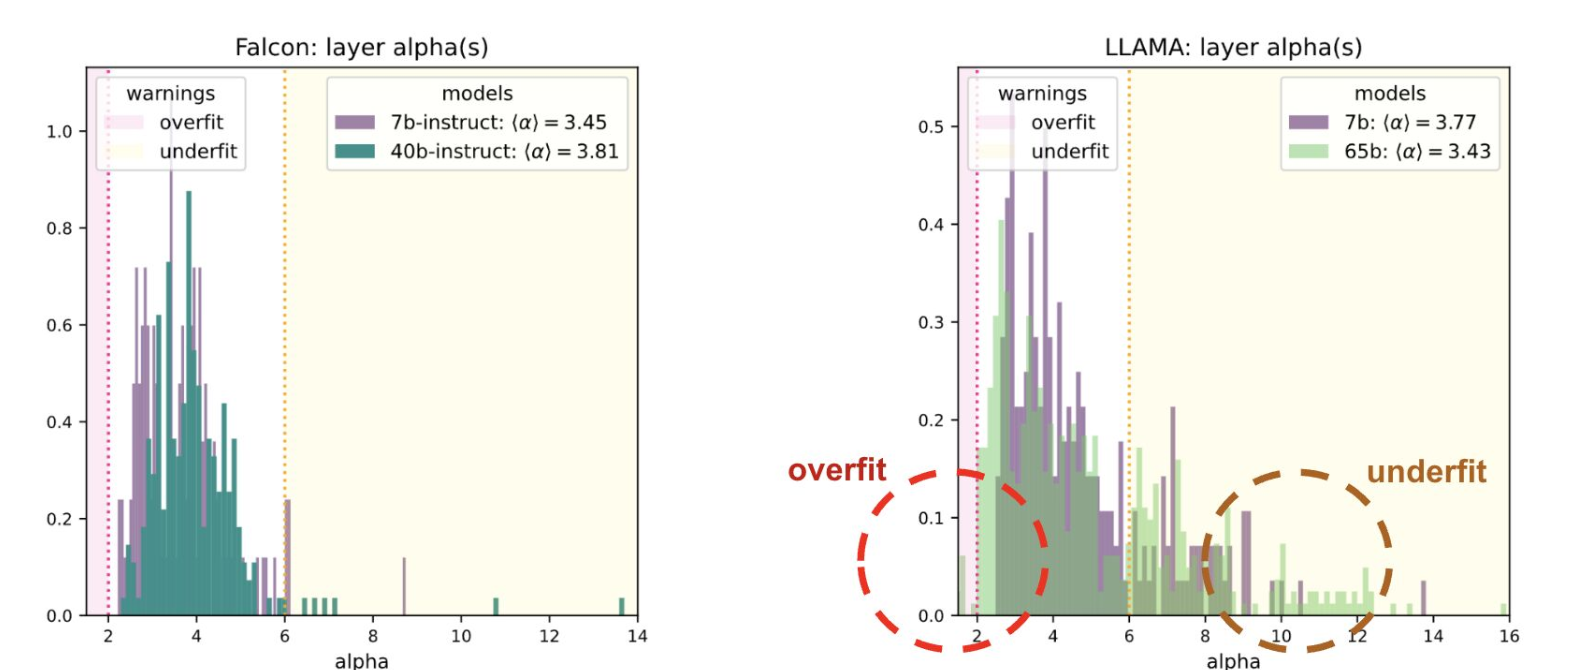 Falcon: layer alpha(s)
warnings
overfit
underfit
models
7b-instruct: ⟨α⟩ = 3.45
40b-instruct: ⟨α⟩ = 3.81
1.0
0.8
0.6
0.4
0.2
0.0
2 4 6 8 10 12 14
alpha
LLAMA: layer alpha(s)
warnings
overfit
underfit
models
7b: ⟨α⟩ = 3.77
65b: ⟨α⟩ = 3.43
0.5
0.4
0.3
0.2
0.1
0.0
overfit
underfit
2 4 6 8 10 12 14 16
alpha